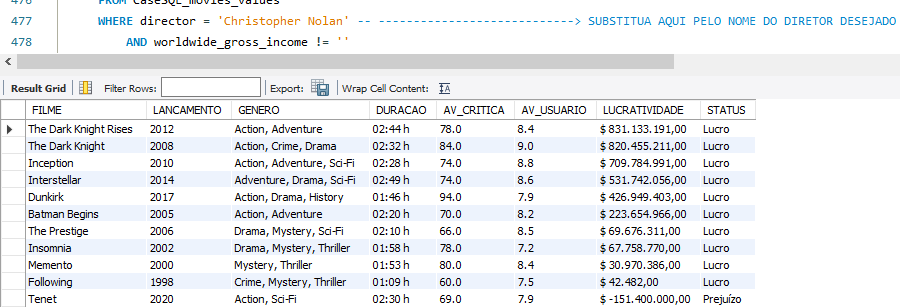 476 FROM CaseSQL_movies_values
477 WHERE director = 'Christopher Nolan' -- ----------------------------> SUBSTITUA AQUI PELO NOME DO DIRETOR DESEJADO
478 AND worldwide_gross_income != ''
Result Grid Filter Rows: Export: Wrap Cell Content:
FILME LANCAMENTO GENERO DURACAO AV_CRITICA AV_USUARIO LUCRATIVIDADE STATUS
The Dark Knight Rises 2012 Action, Adventure 02:44 h 78.0 8.4 $ 831.133.191,00 Lucro
The Dark Knight 2008 Action, Crime, Drama 02:32 h 84.0 9.0 $ 820.455.211,00 Lucro
Inception 2010 Action, Adventure, Sci-Fi 02:28 h 74.0 8.8 $ 709.784.991,00 Lucro
Interstellar 2014 Adventure, Drama, Sci-Fi 02:49 h 74.0 8.6 $ 531.742.056,00 Lucro
Dunkirk 2017 Action, Drama, History 01:46 h 94.0 7.9 $ 426.949.403,00 Lucro
Batman Begins 2005 Action, Adventure 02:20 h 70.0 8.2 $ 223.654.966,00 Lucro
The Prestige 2006 Drama, Mystery, Sci-Fi 02:10 h 66.0 8.5 $ 69.676.311,00 Lucro
Insomnia 2002 Drama, Mystery, Thriller 01:58 h 78.0 7.2 $ 67.758.770,00 Lucro
Memento 2000 Mystery, Thriller 01:53 h 80.0 8.4 $ 30.970.386,00 Lucro
Following 1998 Crime, Mystery, Thriller 01:09 h 60.0 7.5 $ 42.482,00 Lucro
Tenet 2020 Action, Sci-Fi 02:30 h 69.0 7.9 $ -151.400.000,00 Prejuízo